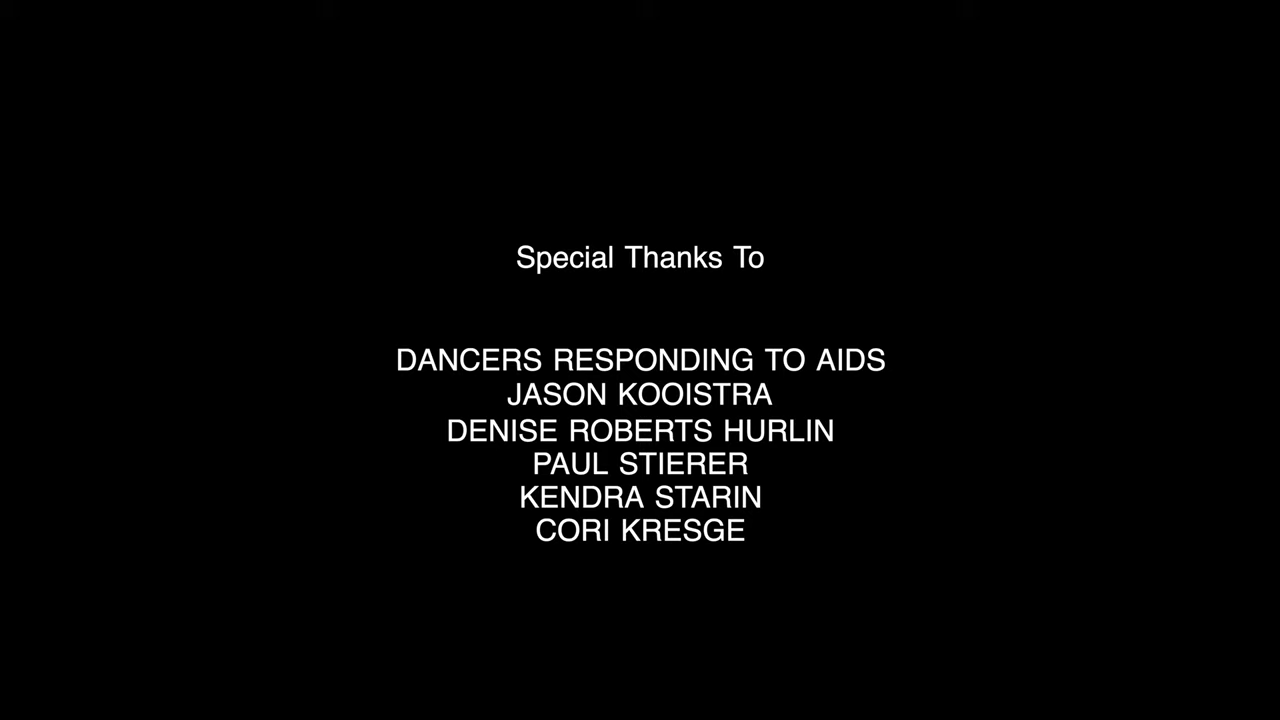 Special Thanks To
DANCERS RESPONDING TO AIDS
JASON KOOISTRA
DENISE ROBERTS HURLIN
PAUL STIERER
KENDRA STARIN
CORI KRESGE